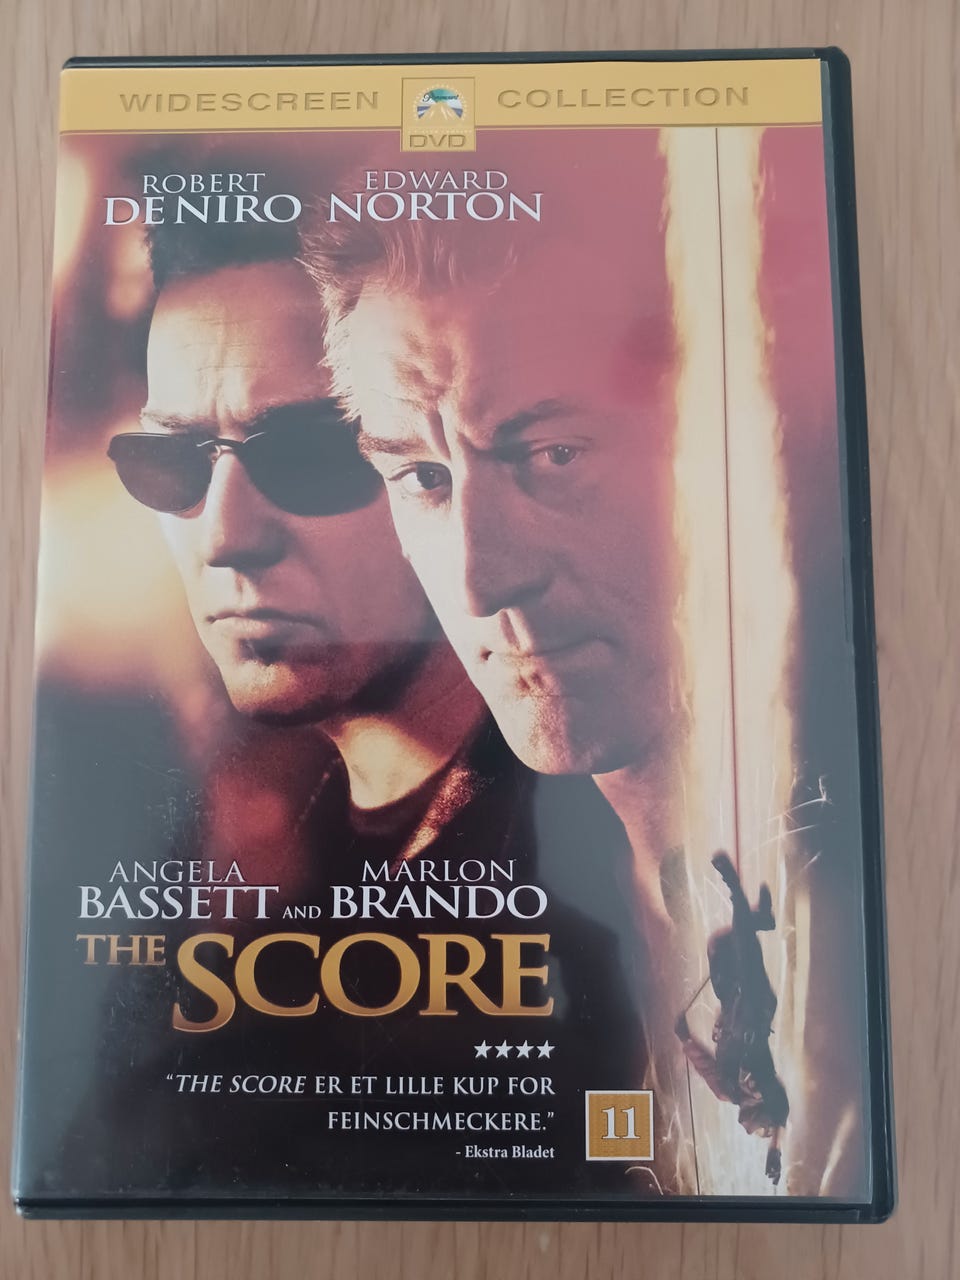 WIDESCREEN COLLECTION
Paramount
DVD
ROBERT
DE NIRO
EDWARD
NORTON
ANGELA
BASSETT AND
MARLON
BRANDO
THE SCORE
"THE SCORE ER ET LILLE KUP FOR
FEINSCHMECKERE."
- Ekstra Bladet
11